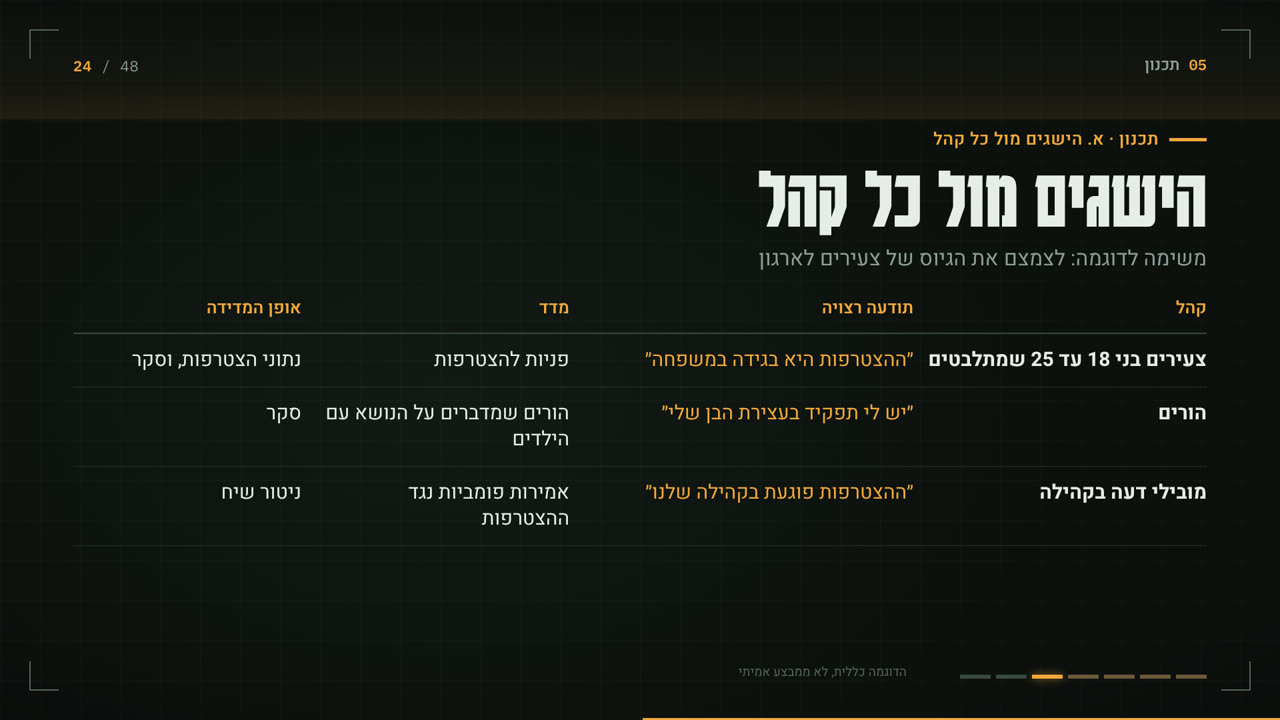 05 תכנון
24 / 48
תכנון · א. הישגים מול כל קהל
הישגים מול כל קהל
משימה לדוגמה: לצמצם את הגיוס של צעירים לארגון
קהל תודעה רצויה מדד אופן המדידה
צעירים בני 18 עד 25 שמתלבטים "ההצטרפות היא בגידה במשפחה" פניות להצטרפות נתוני הצטרפות, וסקר
הורים "יש לי תפקיד בעצירת הבן שלי" הורים שמדברים על הנושא עם סקר
הילדים
מובילי דעה בקהילה "ההצטרפות פוגעת בקהילה שלנו" אמירות פומביות נגד ניטור שיח
ההצטרפות
הדוגמה כללית, לא ממבצע אמיתי